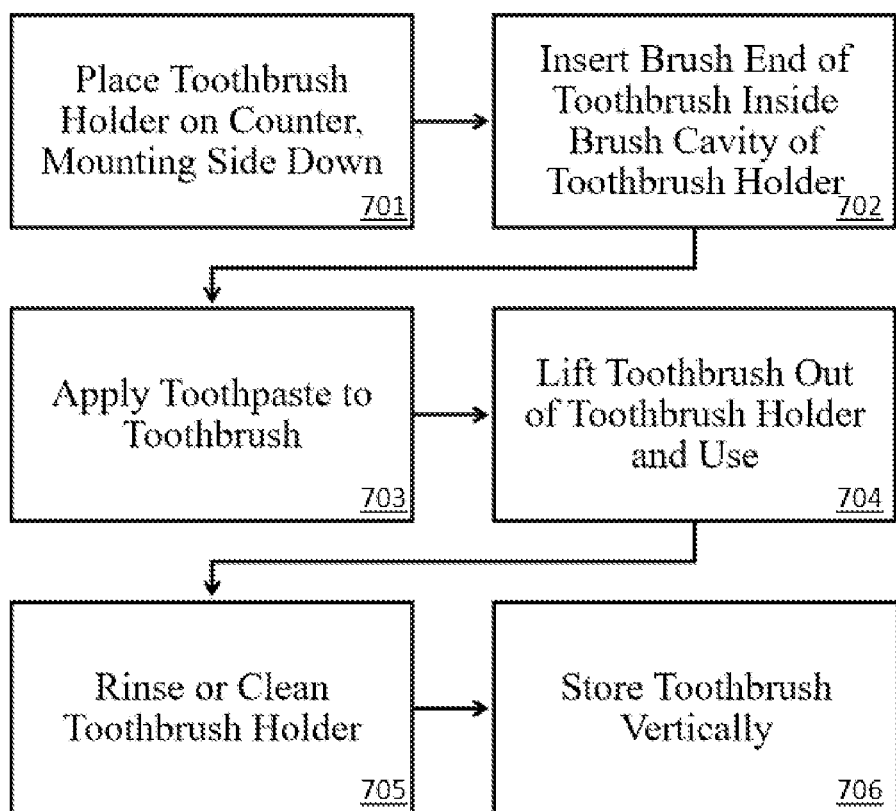 Place Toothbrush
Holder on Counter,
Mounting Side Down
701
Insert Brush End of
Toothbrush Inside
Brush Cavity of
Toothbrush Holder
702
Apply Toothpaste to
Toothbrush
703
Lift Toothbrush Out
of Toothbrush Holder
and Use
704
Rinse or Clean
Toothbrush Holder
705
Store Toothbrush
Vertically
706